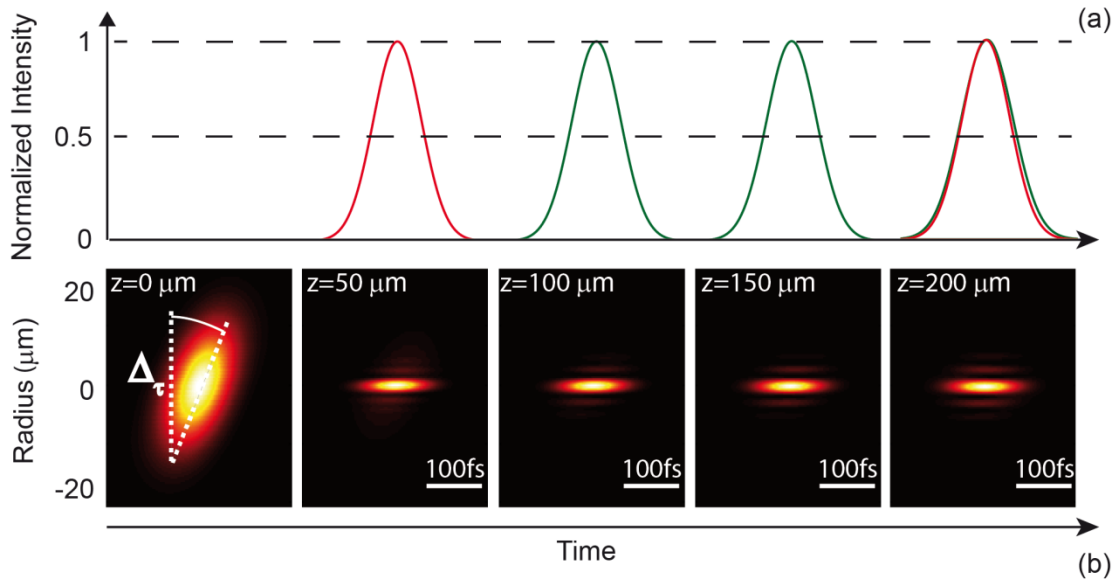 (a)
Normalized Intensity
1
0.5
0
z=0 μm
z=50 μm
z=100 μm
z=150 μm
z=200 μm
Radius (μm)
20
0
-20
Δτ
100fs
100fs
100fs
100fs
Time
(b)